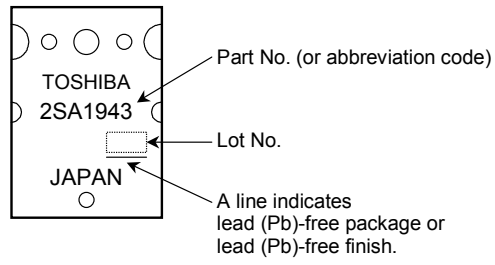 TOSHIBA
2SA1943
JAPAN
Part No. (or abbreviation code)
Lot No.
A line indicates
lead (Pb)-free package or
lead (Pb)-free finish.